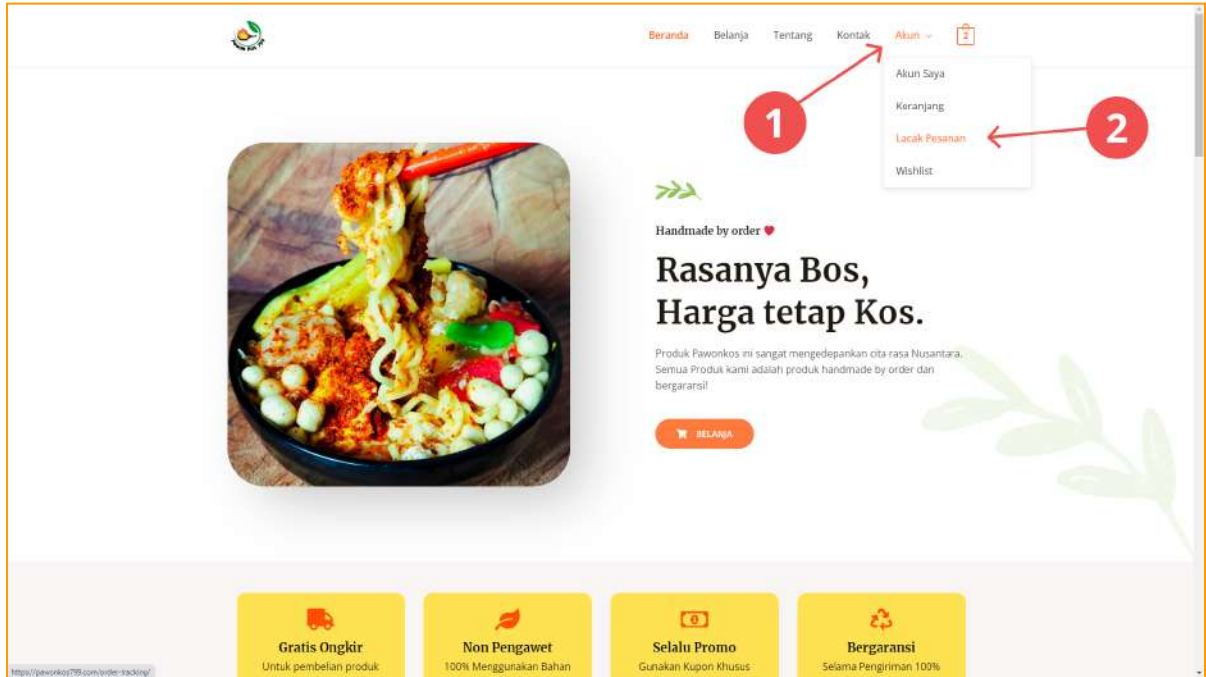 Beranda Belanja Tentang Kontak Akun 2
Akun Saya
Keranjang
Lacak Pesanan
Wishlist
1
2
Handmade by order
Rasanya Bos,
Harga tetap Kos.
Produk Pawonkos ini sangat mengedepankan cita rasa Nusantara.
Semua Produk kami adalah produk handmade by order dan
bergaransi!
BELANJA
Gratis Ongkir
Untuk pembelian produk
Non Pengawet
100% Menggunakan Bahan
Selalu Promo
Gunakan Kupon Khusus
Bergaransi
Selama Pengiriman 100%
https://pawonkos799.com/order-tracking/